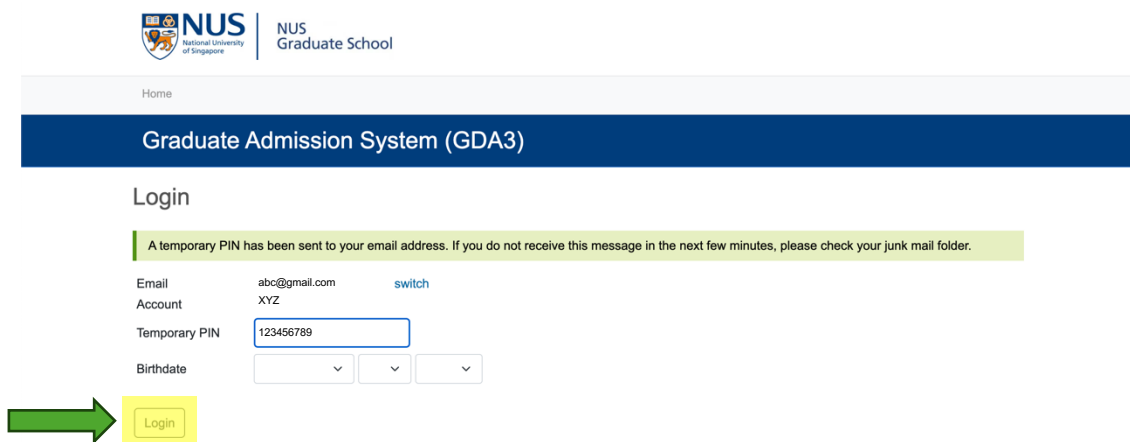 NUS
National University
of Singapore
NUS
Graduate School
Home
Graduate Admission System (GDA3)
Login
A temporary PIN has been sent to your email address. If you do not receive this message in the next few minutes, please check your junk mail folder.
Email abc@gmail.com switch
Account XYZ
Temporary PIN 123456789
Birthdate
Login